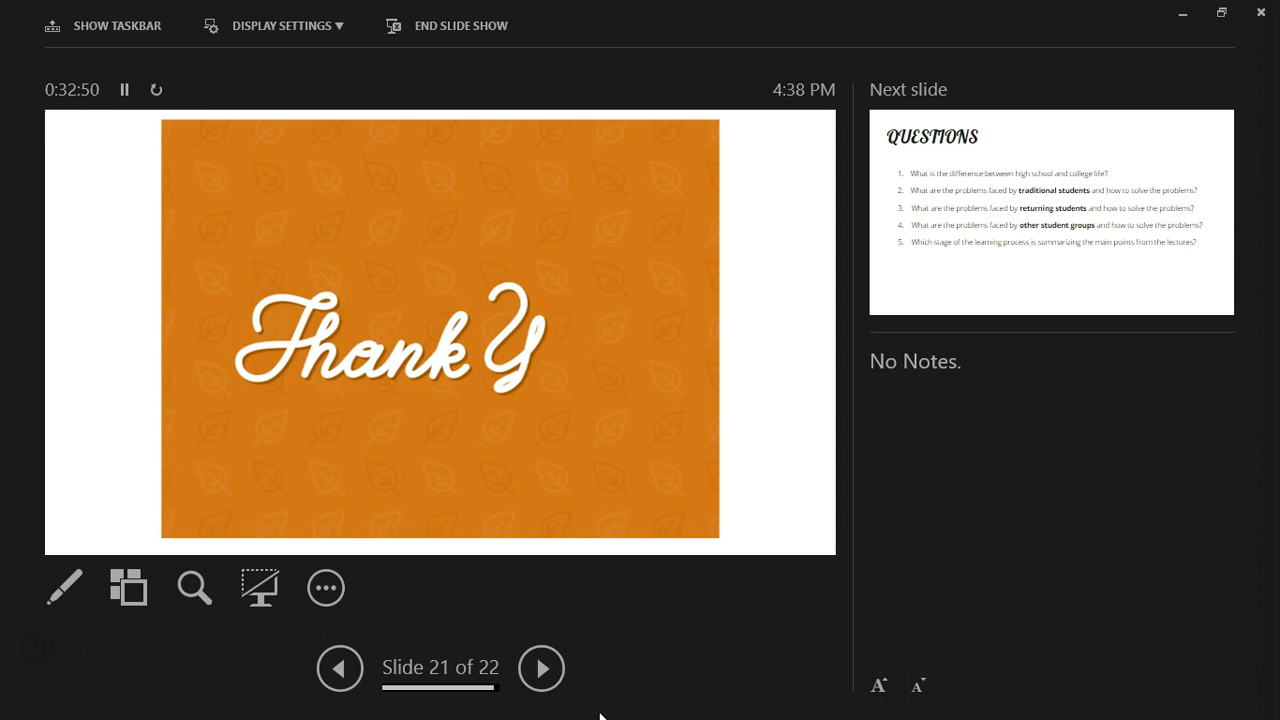 SHOW TASKBAR
DISPLAY SETTINGS ▼
END SLIDE SHOW
0:32:50
4:38 PM
Thank Y
Next slide
QUESTIONS
1. What is the difference between high school and college life?
2. What are the problems faced by traditional students and how to solve the problems?
3. What are the problems faced by returning students and how to solve the problems?
4. What are the problems faced by other student groups and how to solve the problems?
5. Which stage of the learning process is summarizing the main points from the lectures?
No Notes.
Slide 21 of 22
A A